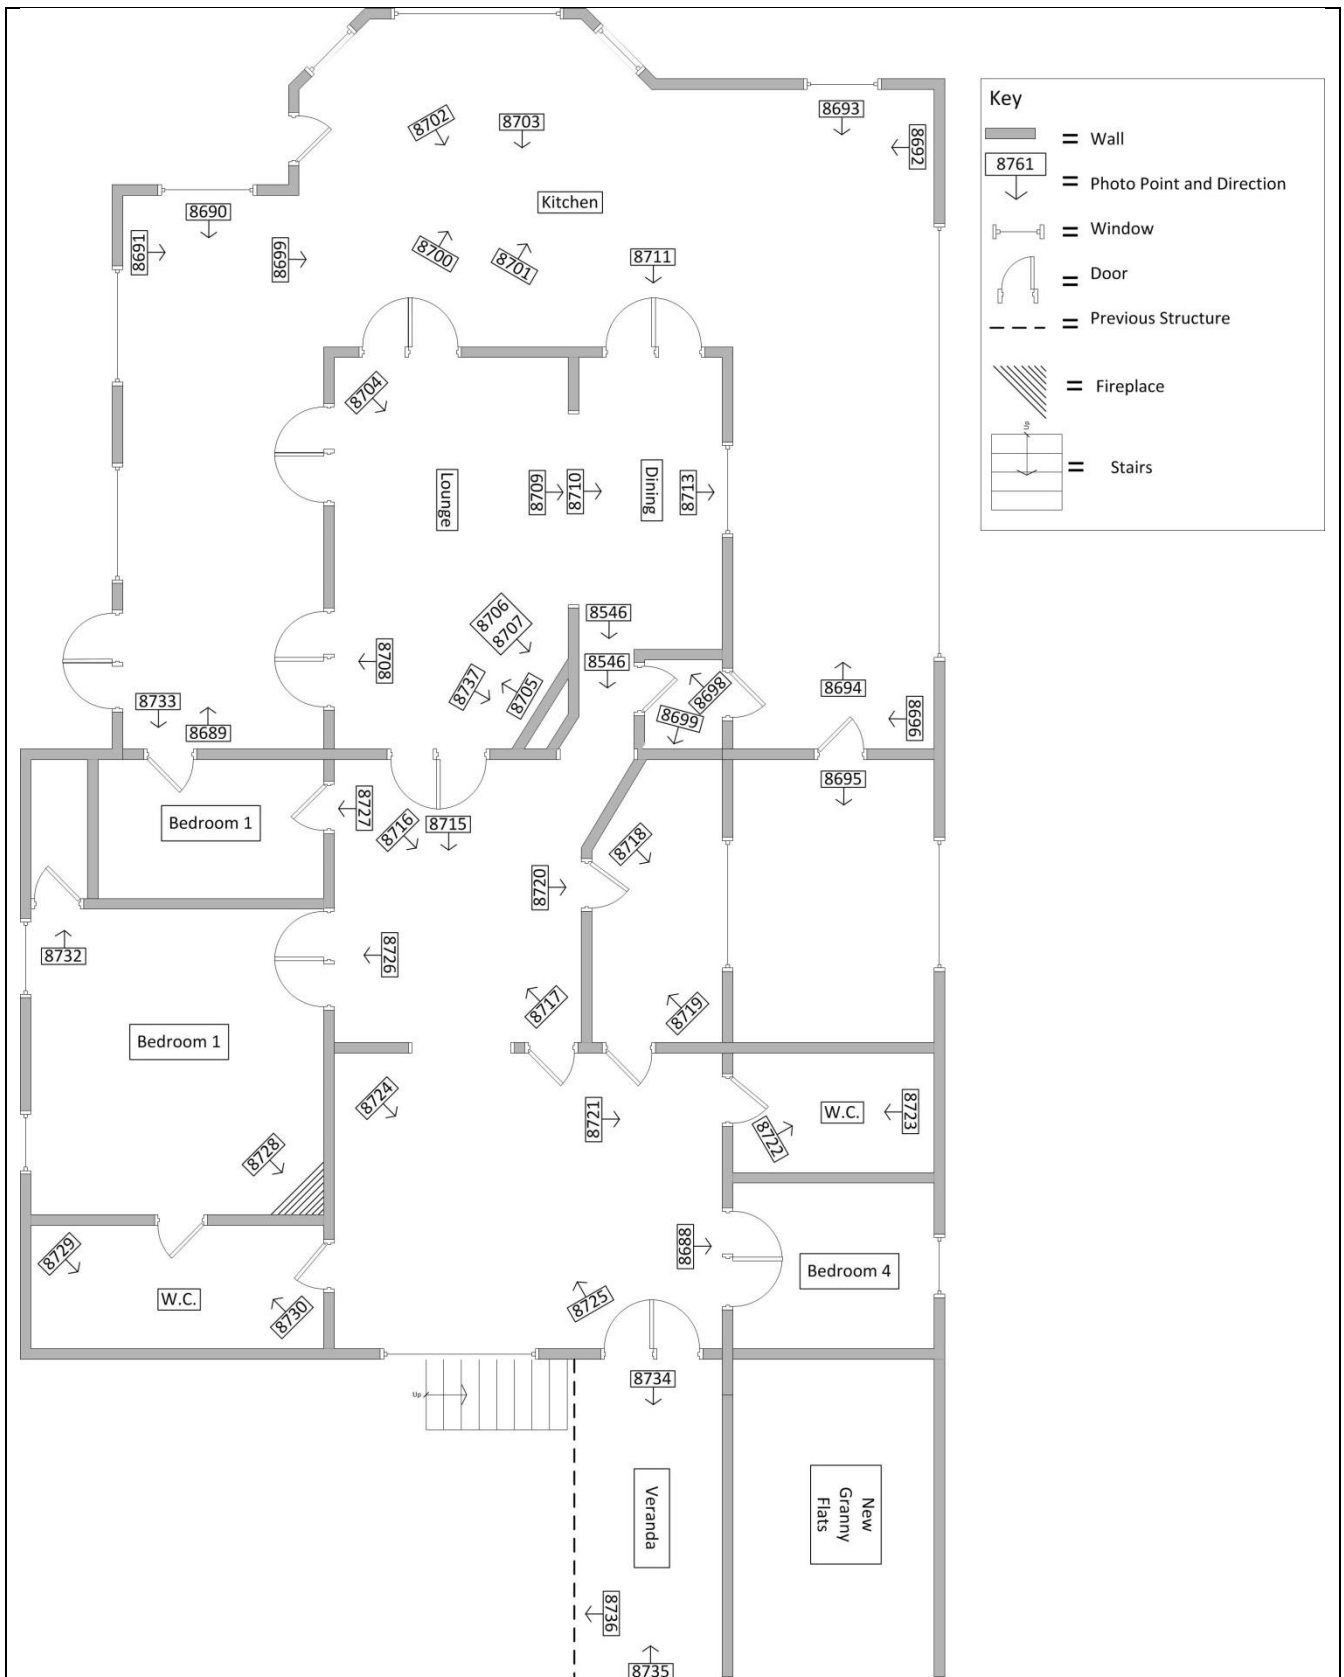 8693
8702
8703
8692
Kitchen
8690
8691
8699
8700
8701
8711
8704
Lounge
8709
8710
Dining
8713
8706
8707
8546
8708
8737
8705
8546
8698
8694
8733
8689
8699
8696
8695
Bedroom 1
8727
8716
8715
8718
8720
8732
8726
8717
8719
Bedroom 1
8724
8721
W.C.
8723
8722
8728
8729
W.C.
8730
8688
8725
Bedroom 4
8734
Up
Veranda
New
Granny
Flats
8736
8735
Key
= Wall
8761
= Photo Point and Direction
= Window
= Door
= Previous Structure
= Fireplace
Up
= Stairs